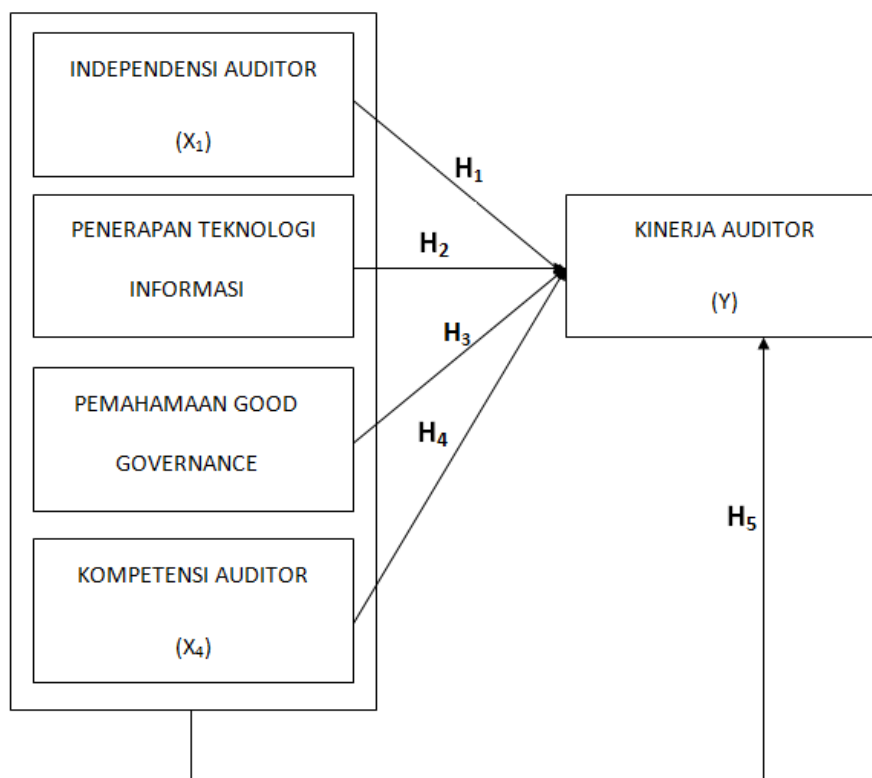 INDEPENDENSI AUDITOR
(X₁)
H₁
PENERAPAN TEKNOLOGI
INFORMASI
H₂
KINERJA AUDITOR
(Y)
PEMAHAMAAN GOOD
GOVERNANCE
H₃
H₄
KOMPETENSI AUDITOR
(X₄)
H₅